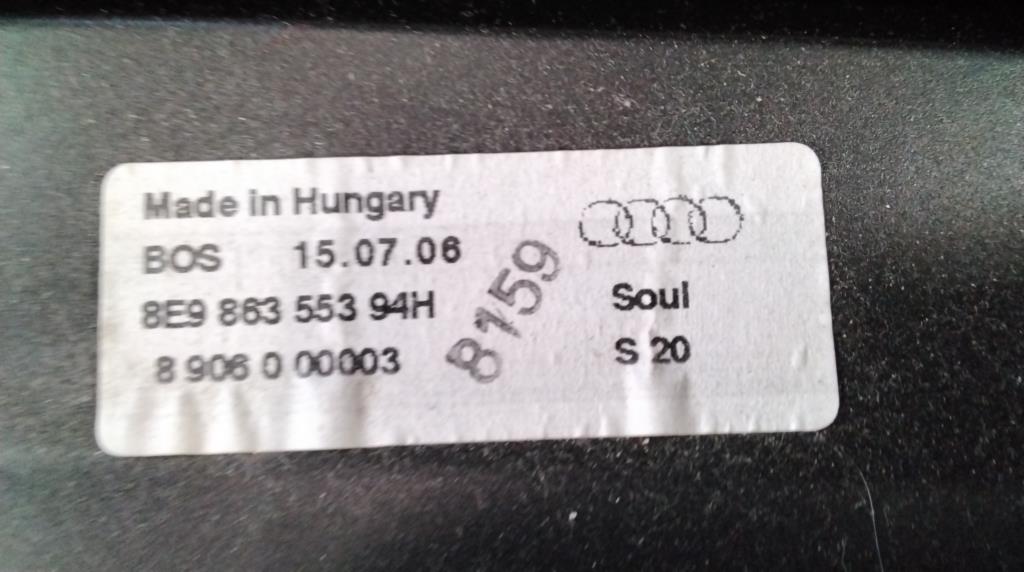 Made in Hungary
BOS 15.07.06
8E9 863 553 94H
8 906 0 00003
8159
Soul
S 20